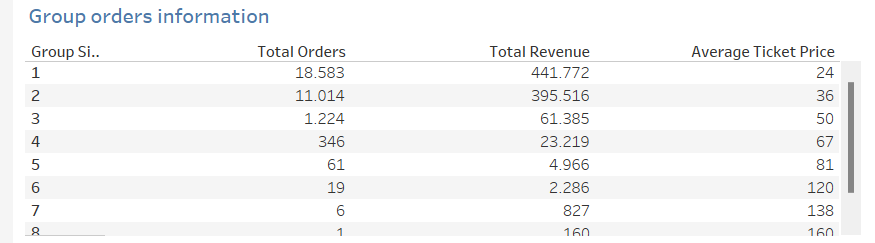 Group orders information
Group Si.. Total Orders Total Revenue Average Ticket Price
1 18.583 441.772 24
2 11.014 395.516 36
3 1.224 61.385 50
4 346 23.219 67
5 61 4.966 81
6 19 2.286 120
7 6 827 138
8 1 160 160